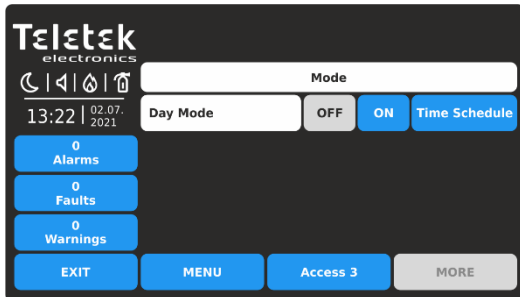 Teletek
electronics
13:22 | 02.07.
2021
0
Alarms
0
Faults
0
Warnings
EXIT
Mode
Day Mode OFF ON Time Schedule
MENU Access 3 MORE